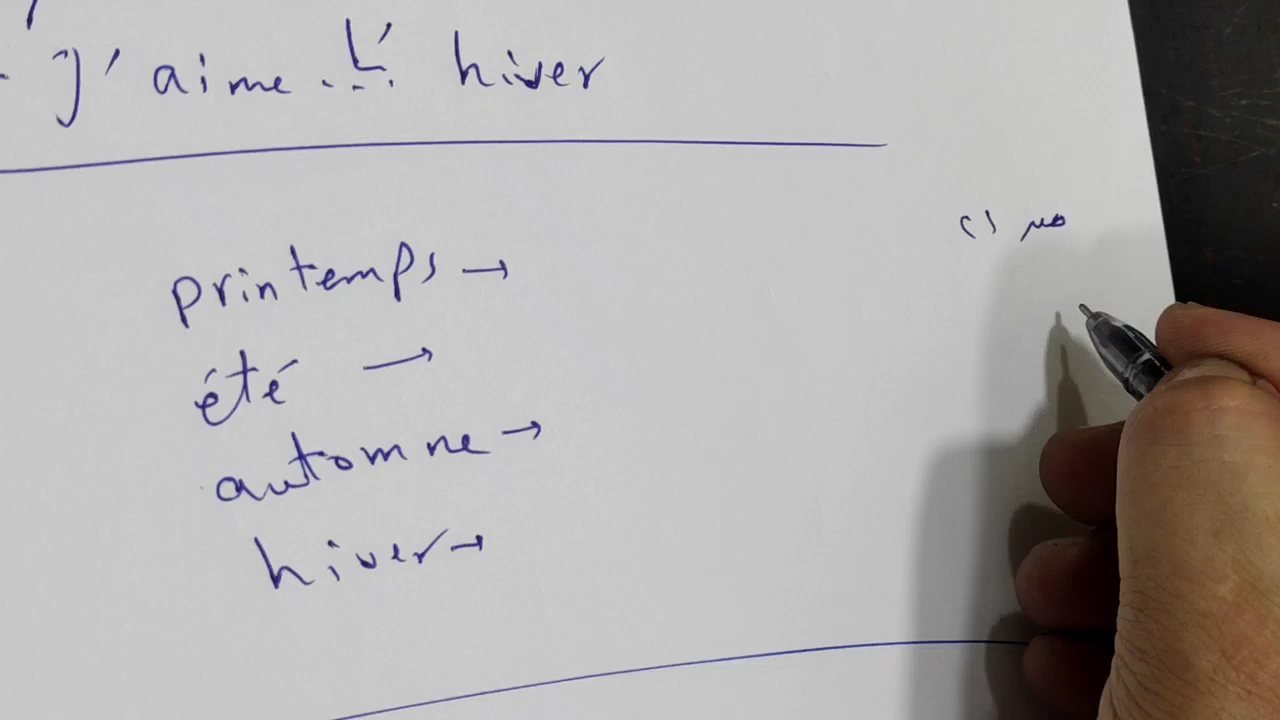 - J'aime .L'. hiver
printemps →
été →
automne →
hiver →